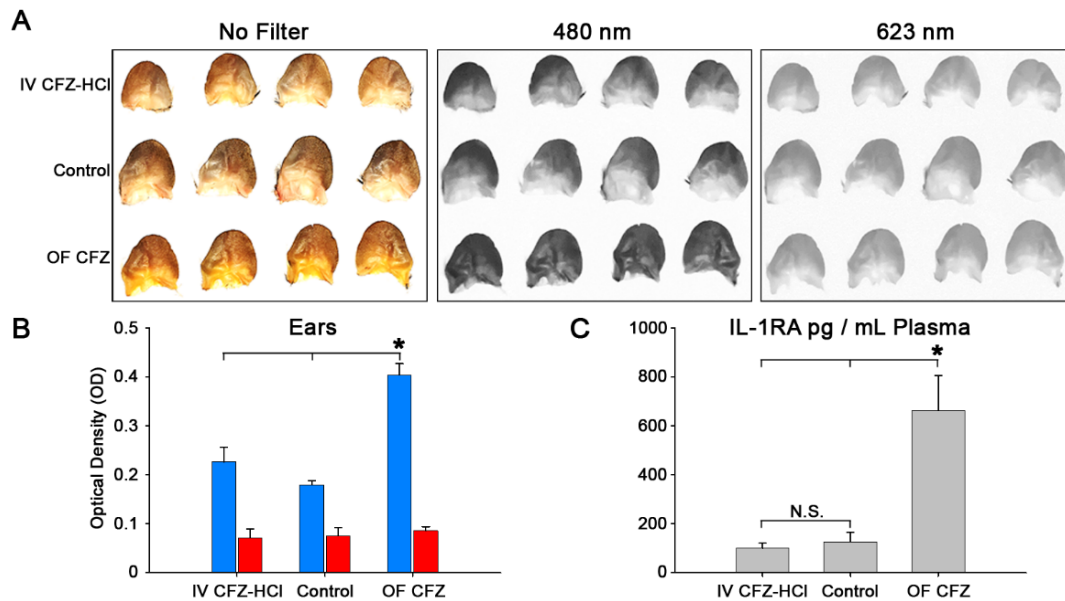 A
No Filter
480 nm
623 nm
IV CFZ-HCl
Control
OF CFZ
B
Ears
Optical Density (OD)
0.5
0.4
0.3
0.2
0.1
0
*
IV CFZ-HCl
Control
OF CFZ
C
IL-1RA pg / mL Plasma
1000
800
600
400
200
0
*
N.S.
IV CFZ-HCl
Control
OF CFZ